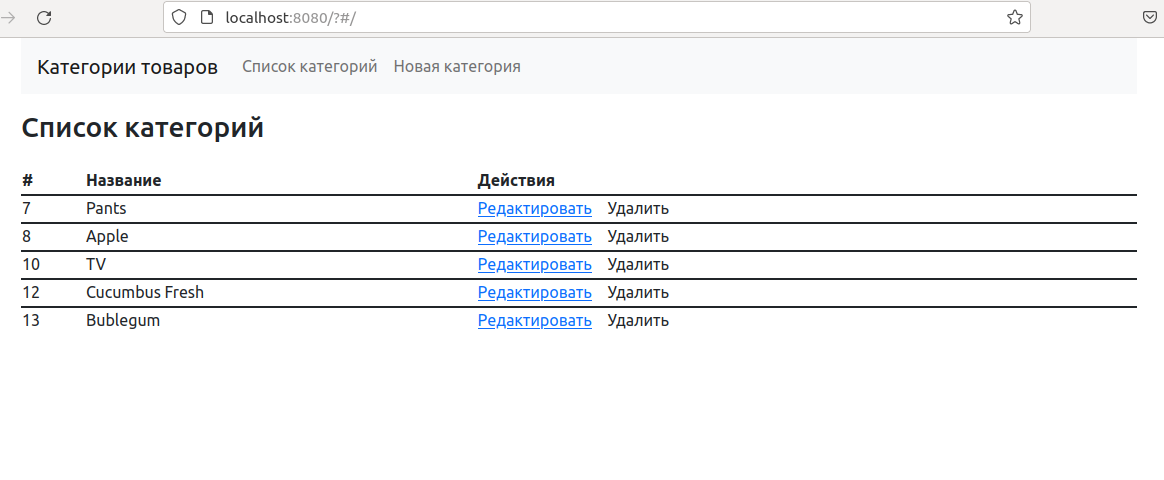 localhost:8080/?#/
Категории товаров Список категорий Новая категория
Список категорий
# Название Действия
7 Pants Редактировать Удалить
8 Apple Редактировать Удалить
10 TV Редактировать Удалить
12 Cucumbus Fresh Редактировать Удалить
13 Bublegum Редактировать Удалить